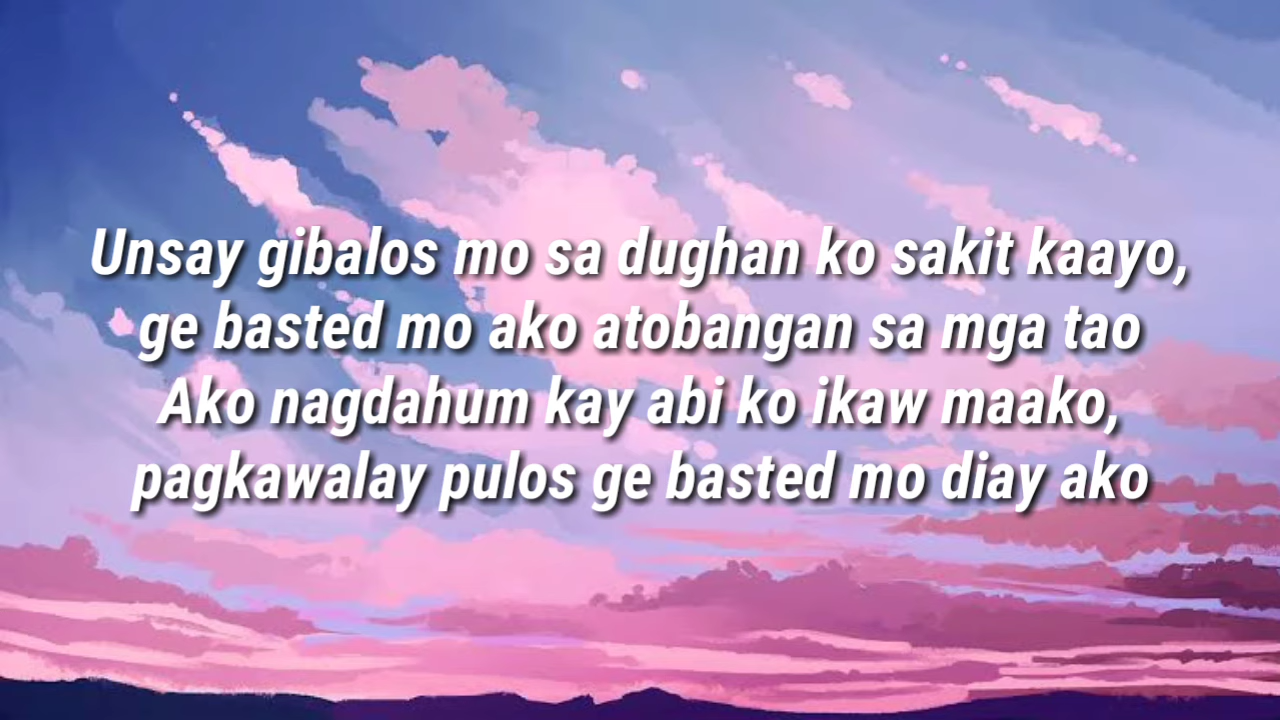 Unsay gibalos mo sa dughan ko sakit kaayo,
ge basted mo ako atobangan sa mga tao
Ako nagdahum kay abi ko ikaw maako,
pagkawalay pulos ge basted mo diay ako